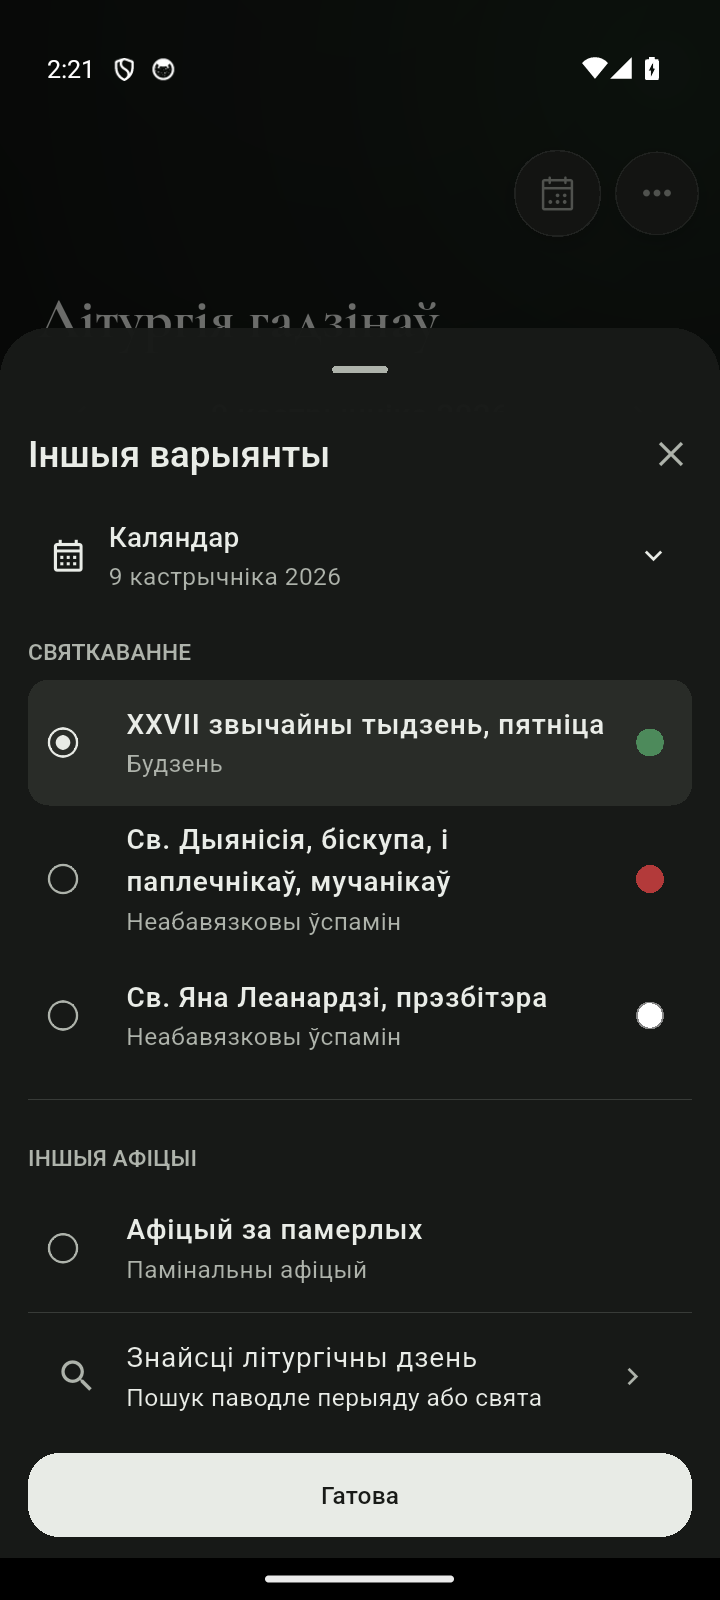 2:21
Літургія гадзінаў
Іншыя варыянты
Каляндар
9 кастрычніка 2026
СВЯТКАВАННЕ
XXVII звычайны тыдзень, пятніца
Будзень
Св. Дыянісія, біскупа, і
паплечнікаў, мучанікаў
Неабавязковы ўспамін
Св. Яна Леанардзі, прэзбітэра
Неабавязковы ўспамін
ІНШЫЯ АФІЦЫІ
Афіцый за памерлых
Памінальны афіцый
Знайсці літургічны дзень
Пошук паводле перыяду або свята
Гатова